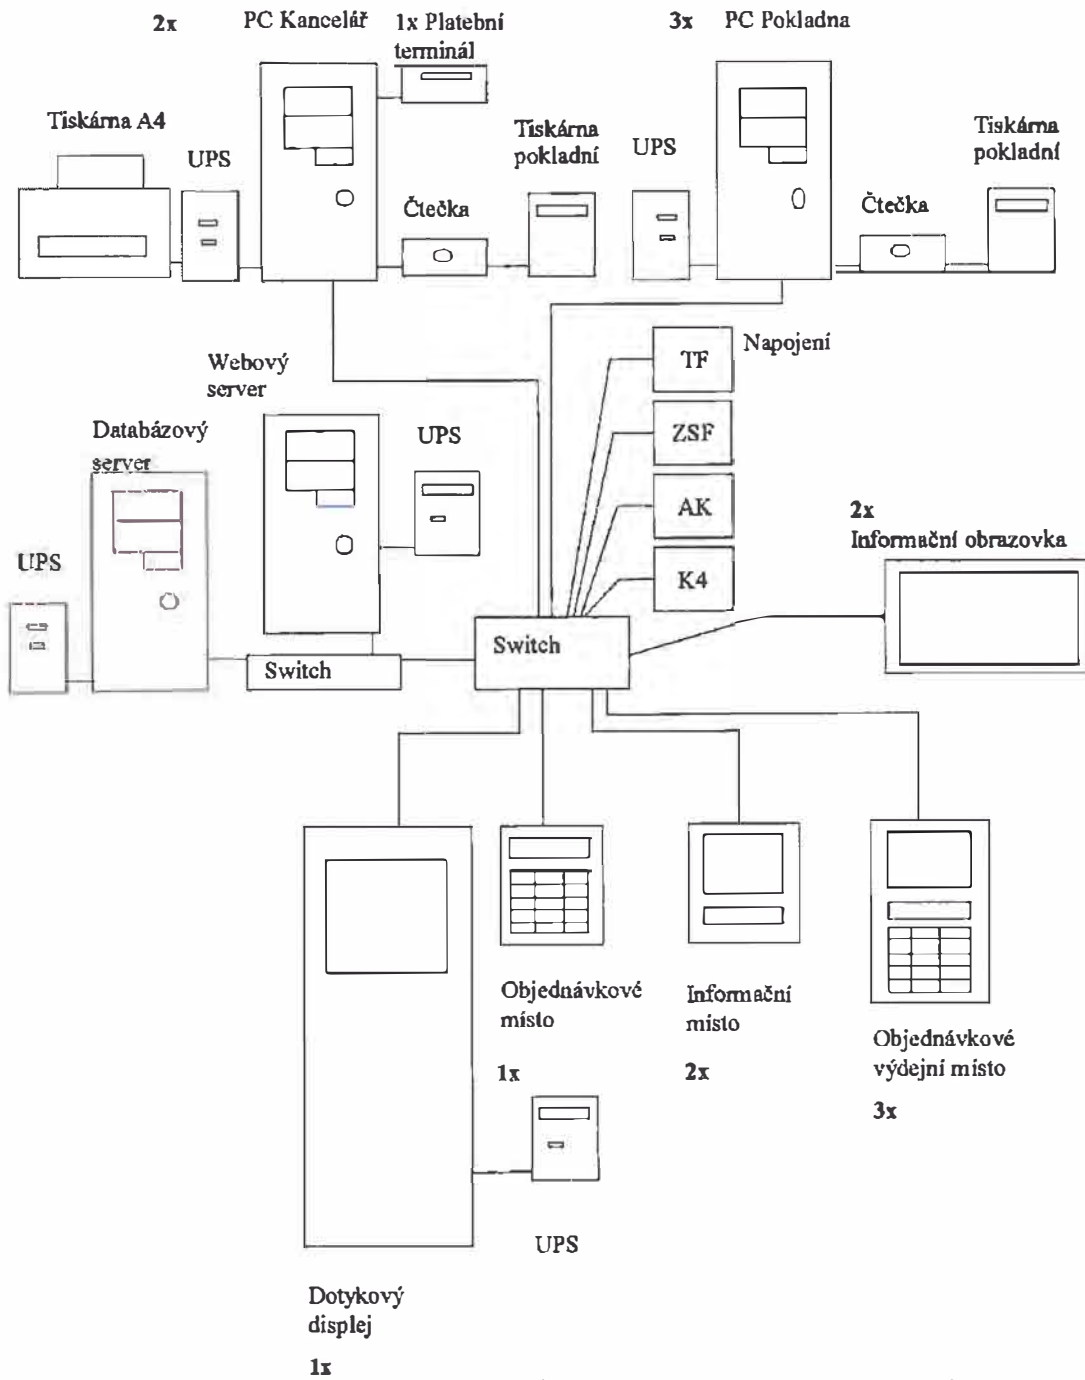 2x
PC Kancelář
1x Platební
terminál
3x
PC Pokladna
Tiskárna A4
UPS
Čtečka
Tiskárna
pokladní
UPS
Čtečka
Tiskárna
pokladní
Webový
server
UPS
Databázový
server
UPS
Switch
Switch
TF
Napojení
ZSF
AK
K4
2x
Informační obrazovka
Objednávkové
místo
1x
Informační
místo
2x
Objednávkové
výdejní místo
3x
UPS
Dotykový
displej
1x